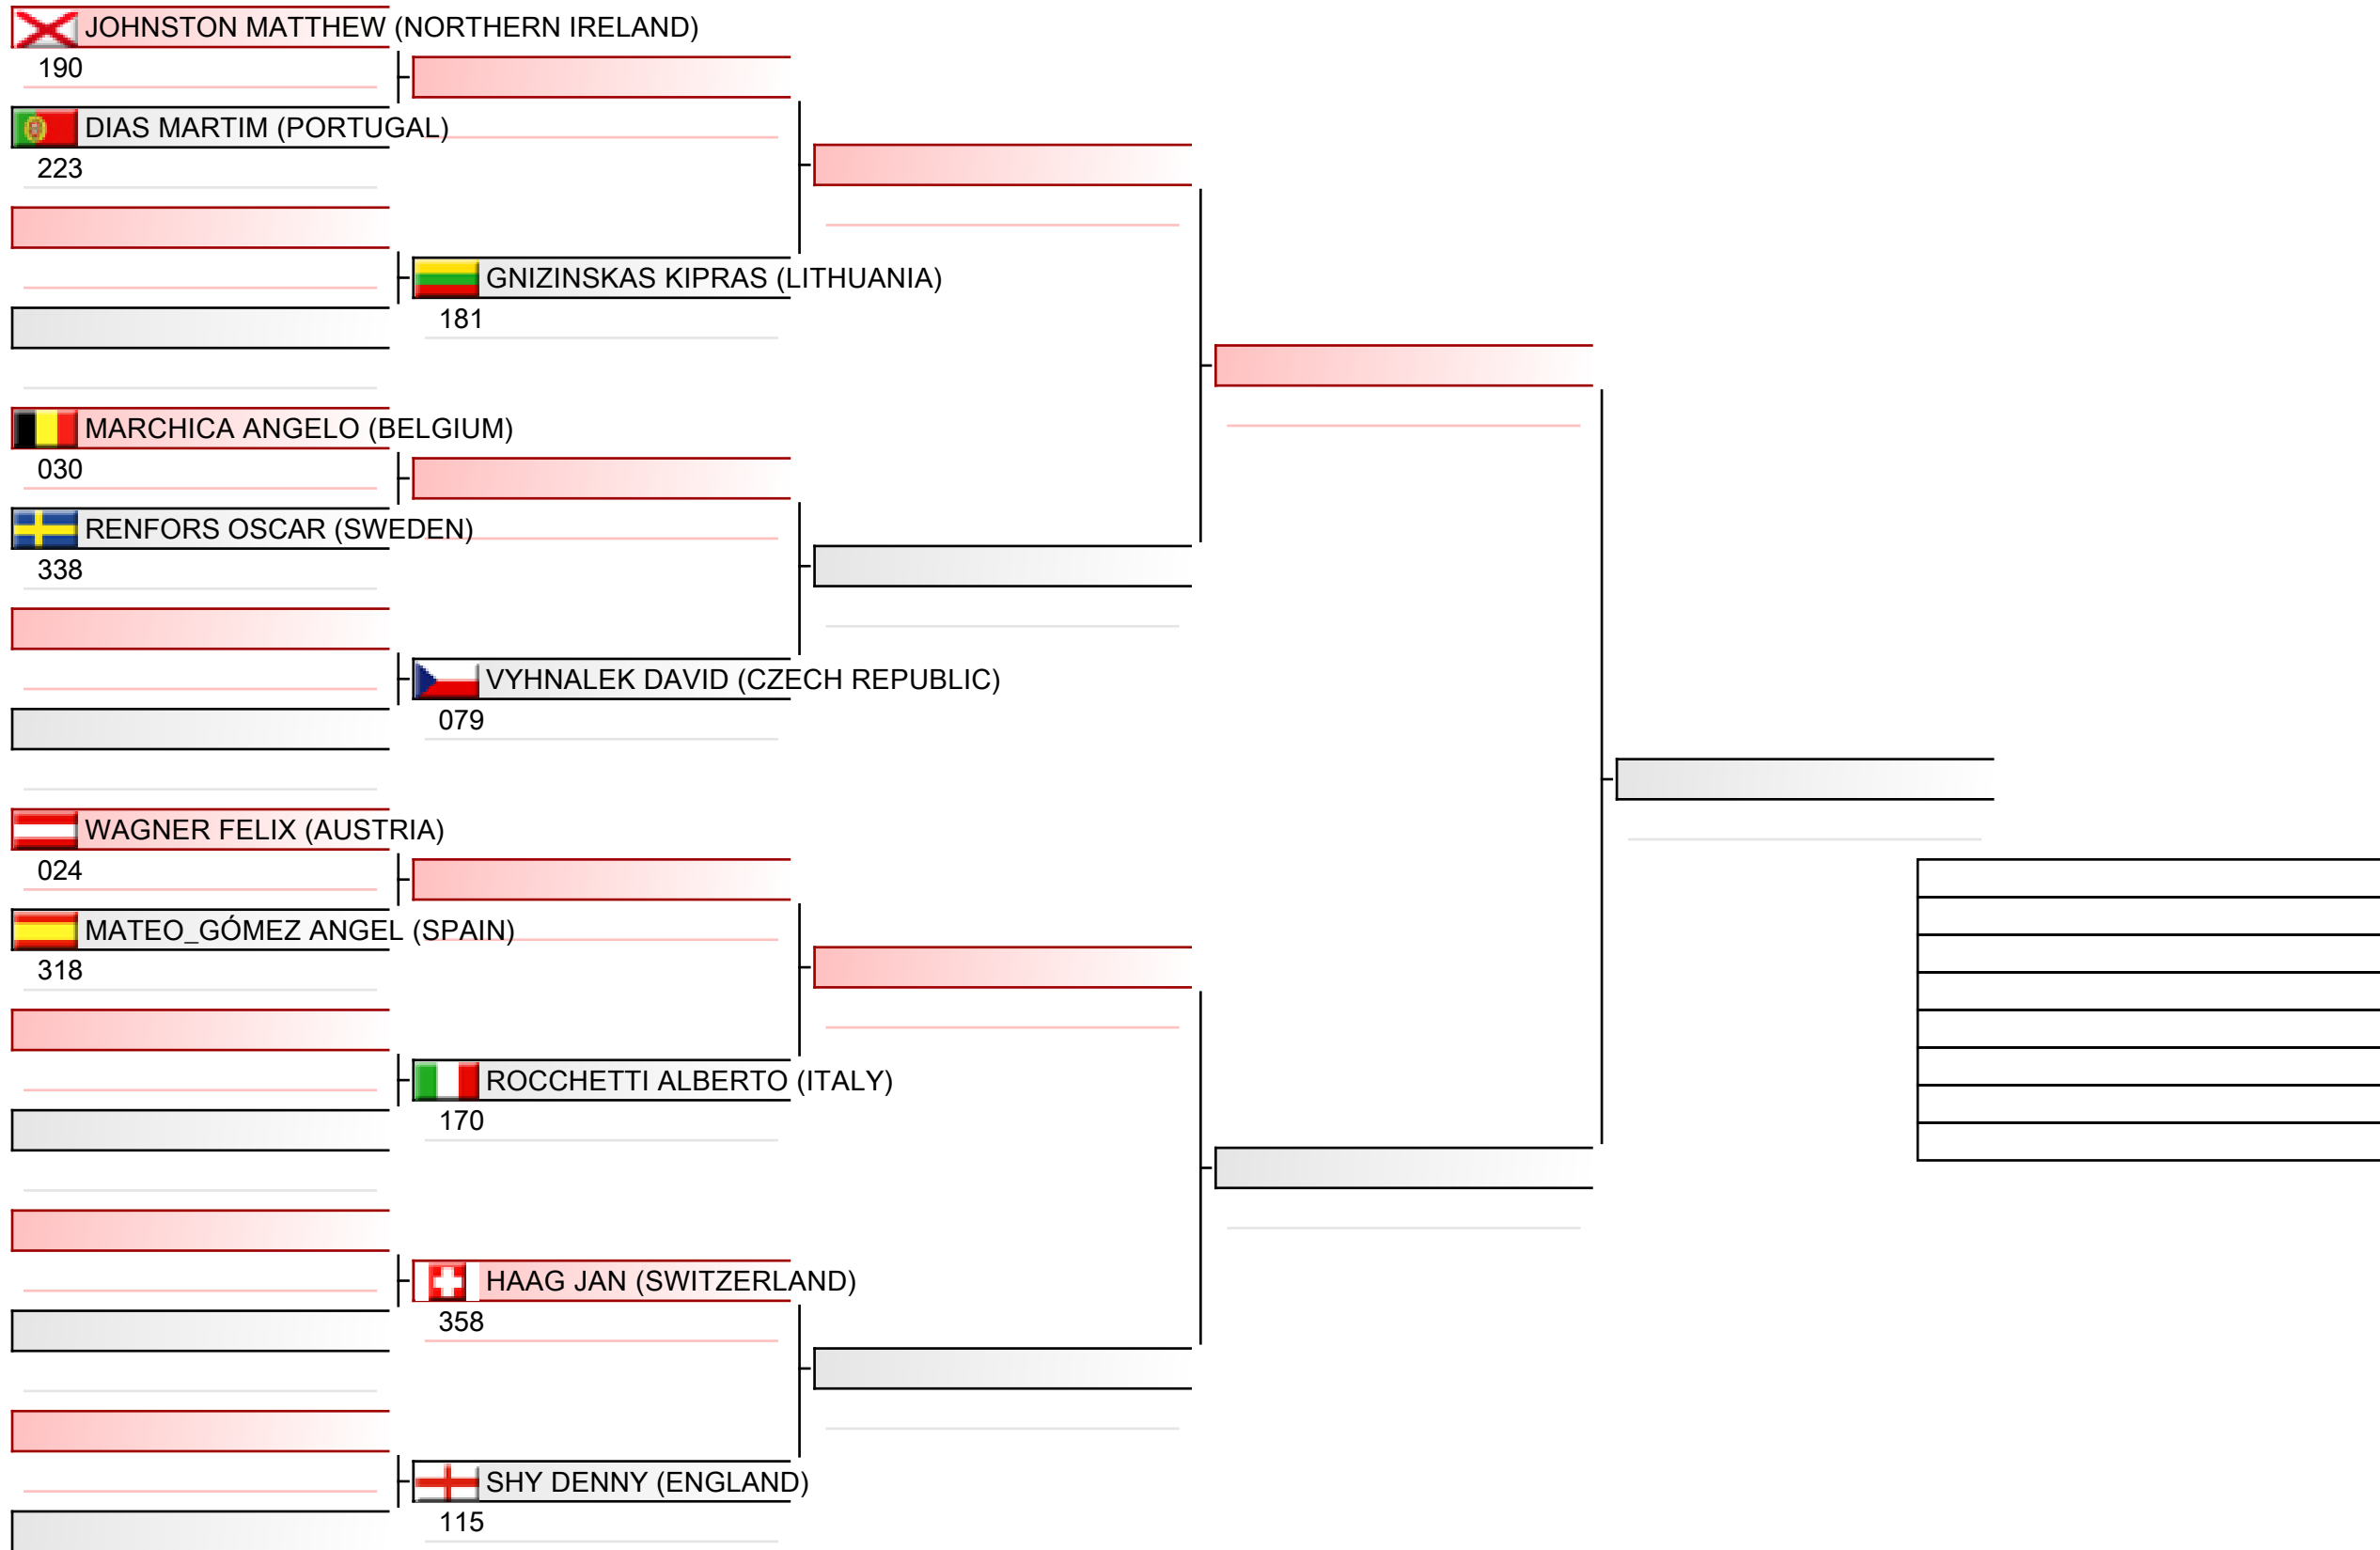 JOHNSTON MATTHEW (NORTHERN IRELAND)
190
DIAS MARTIM (PORTUGAL)
223
GNIZINSKAS KIPRAS (LITHUANIA)
181
MARCHICA ANGELO (BELGIUM)
030
RENFORS OSCAR (SWEDEN)
338
VYHNALEK DAVID (CZECH REPUBLIC)
079
WAGNER FELIX (AUSTRIA)
024
MATEO_GÓMEZ ANGEL (SPAIN)
318
ROCCHETTI ALBERTO (ITALY)
170
HAAG JAN (SWITZERLAND)
358
SHY DENNY (ENGLAND)
115